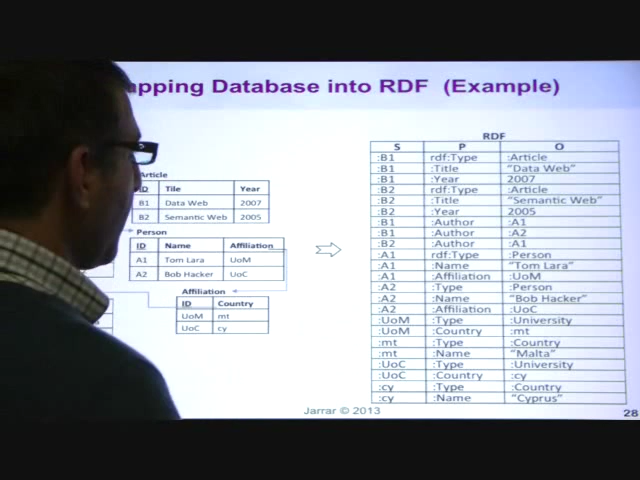 apping Database into RDF (Example)
Article
ID Tile Year
B1 Data Web 2007
B2 Semantic Web 2005
Person
ID Name Affiliation
A1 Tom Lara UoM
A2 Bob Hacker UoC
Affiliation
ID Country
UoM mt
UoC cy
RDF
S P O
:B1 rdf:Type :Article
:B1 :Title "Data Web"
:B1 :Year 2007
:B2 rdf:Type :Article
:B2 :Title "Semantic Web"
:B2 :Year 2005
:B1 :Author :A1
:B1 :Author :A2
:B2 :Author :A1
:A1 rdf:Type :Person
:A1 :Name "Tom Lara"
:A1 :Affiliation :UoM
:A2 :Type :Person
:A2 :Name "Bob Hacker"
:A2 :Affiliation :UoC
:UoM :Type :University
:UoM :Country :mt
:mt :Type :Country
:mt :Name "Malta"
:UoC :Type :University
:UoC :Country :cy
:cy :Type :Country
:cy :Name "Cyprus"
Jarrar © 2013
28